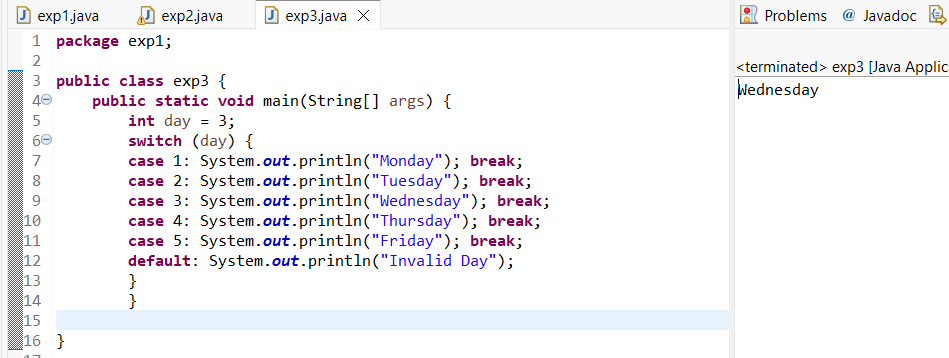 exp1.java exp2.java exp3.java
1 package exp1;
2
3 public class exp3 {
4 public static void main(String[] args) {
5 int day = 3;
6 switch (day) {
7 case 1: System.out.println("Monday"); break;
8 case 2: System.out.println("Tuesday"); break;
9 case 3: System.out.println("Wednesday"); break;
10 case 4: System.out.println("Thursday"); break;
11 case 5: System.out.println("Friday"); break;
12 default: System.out.println("Invalid Day");
13 }
14 }
15
16 }
Problems @ Javadoc
<terminated> exp3 [Java Applic
Wednesday